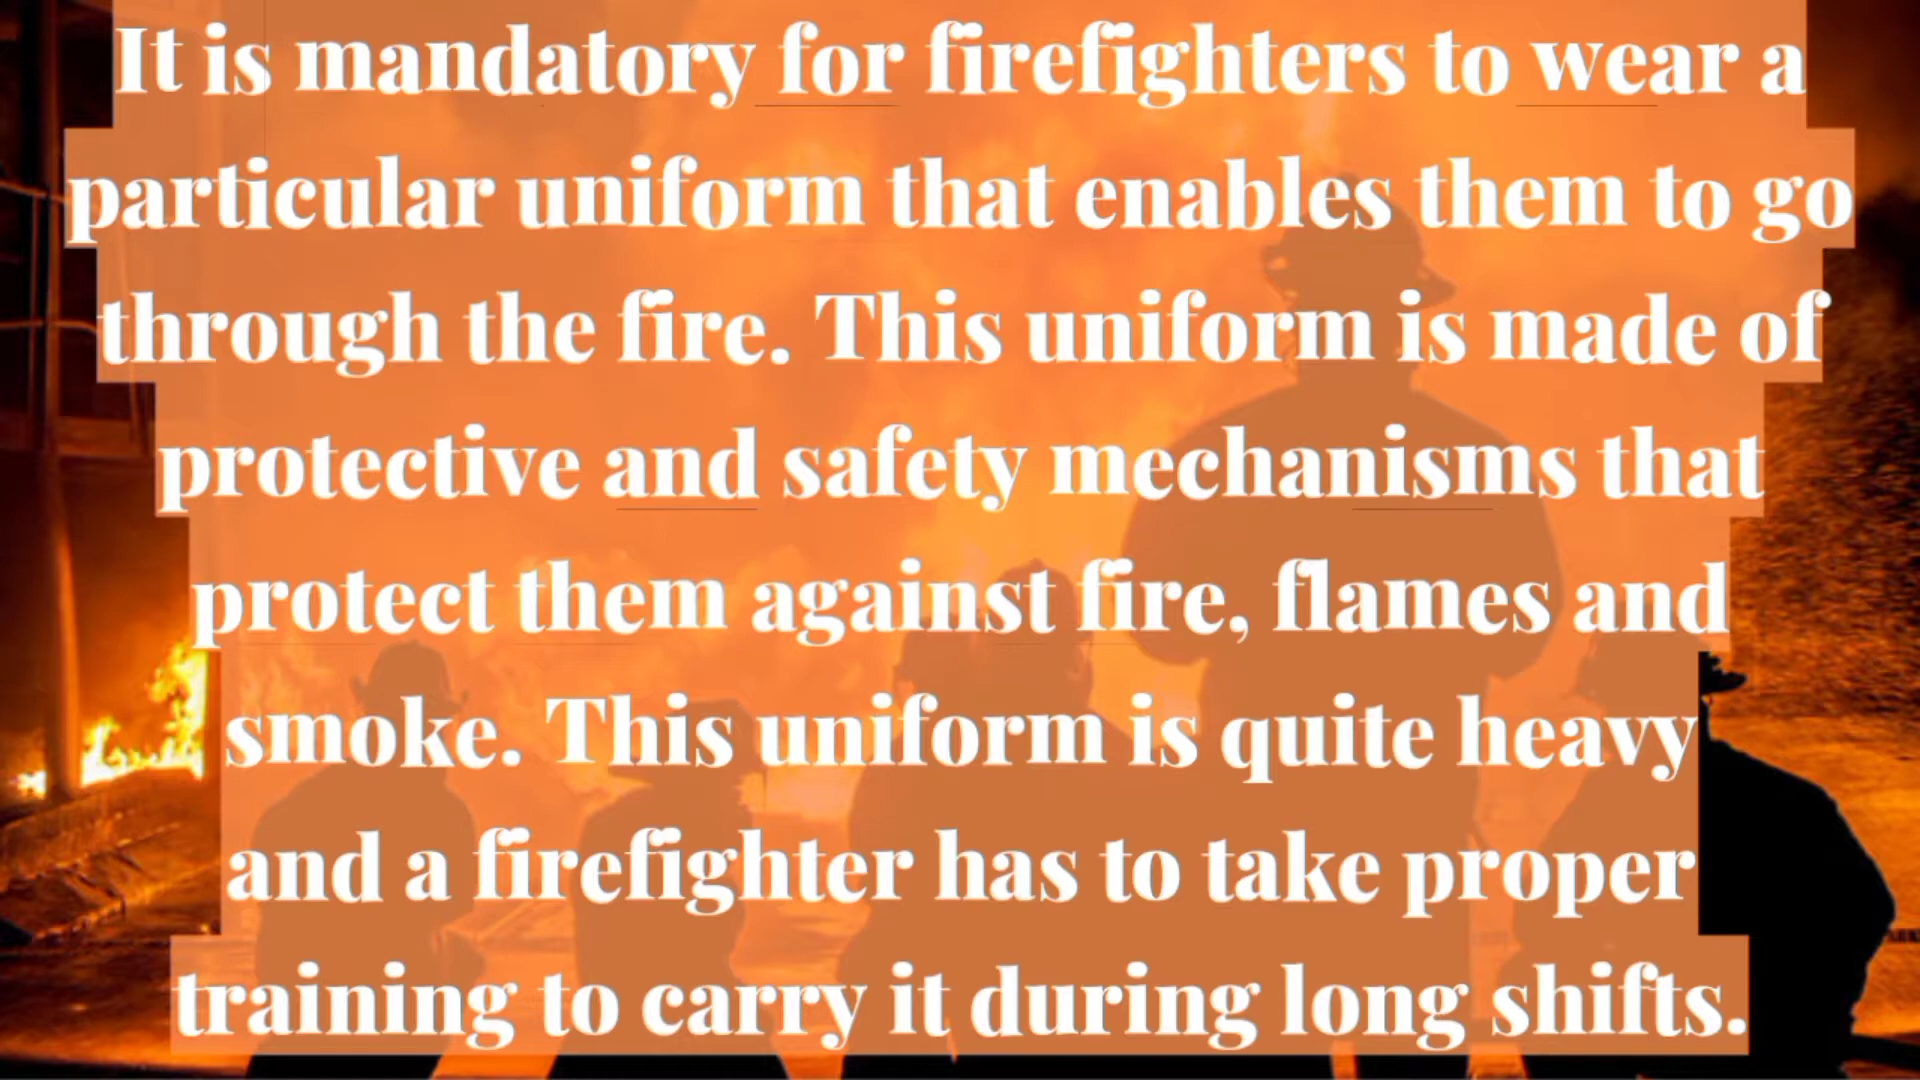 It is mandatory for firefighters to wear a
particular uniform that enables them to go
through the fire. This uniform is made of
protective and safety mechanisms that
protect them against fire, flames and
smoke. This uniform is quite heavy
and a firefighter has to take proper
training to carry it during long shifts.